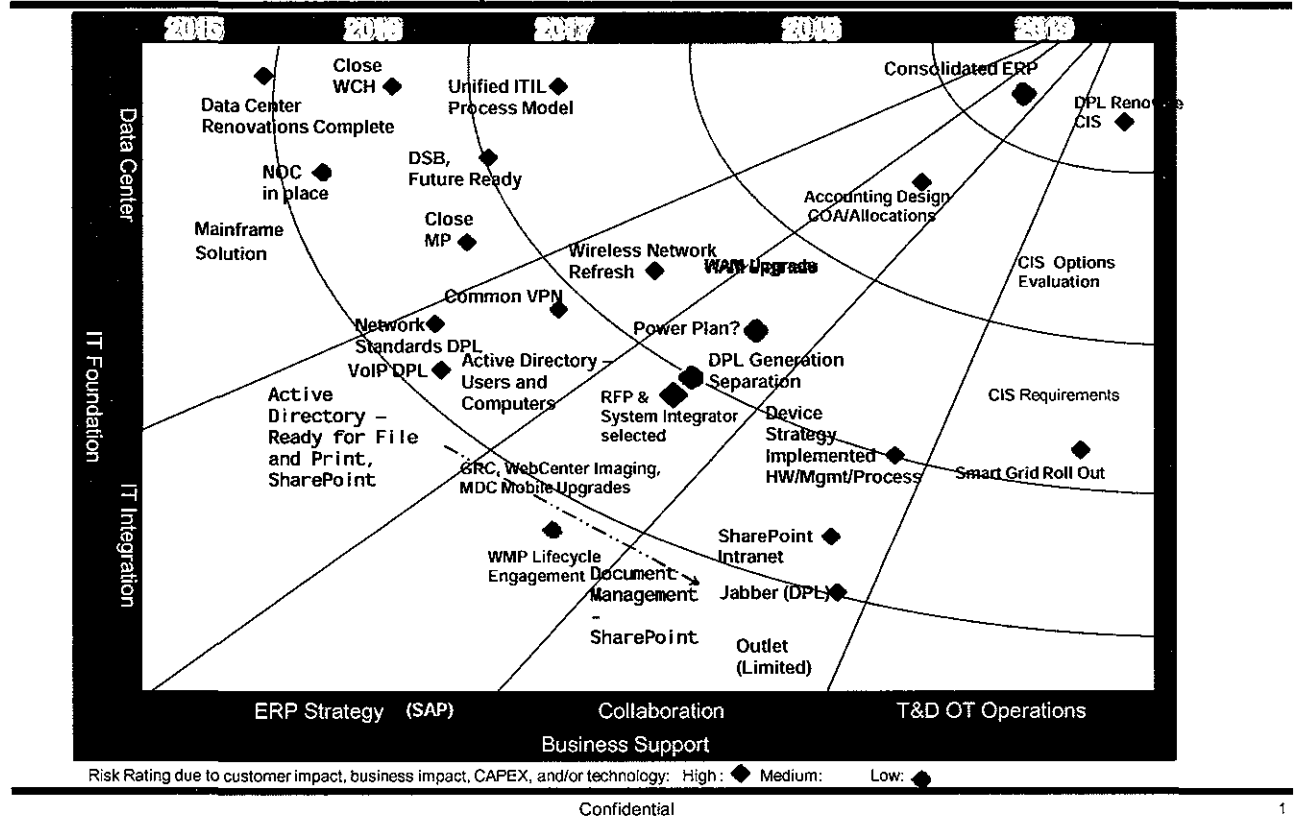 2015 2016 2017 2018 2019
Data Center
IT Foundation
IT Integration
Data Center
Renovations Complete
Close
WCH
Unified ITIL
Process Model
NOC
in place
DSB,
Future Ready
Mainframe
Solution
Close
MP
Consolidated ERP
DPL Renovate
CIS
Accounting Design
COA/Allocations
Wireless Network
Refresh
WAM Upgrade
CIS Options
Evaluation
Common VPN
Network
Standards DPL
VoIP DPL
Power Plan?
Active Directory –
Users and
Computers
DPL Generation
Separation
RFP &
System Integrator
selected
Active
Directory –
Ready for File
and Print,
SharePoint
Device
Strategy
Implemented
HW/Mgmt/Process
CIS Requirements
Smart Grid Roll Out
GRC, WebCenter Imaging,
MDC Mobile Upgrades
WMP Lifecycle
Engagement
SharePoint
Intranet
Document
Management
–
SharePoint
Jabber (DPL)
Outlet
(Limited)
ERP Strategy (SAP) Collaboration T&D OT Operations
Business Support
Risk Rating due to customer impact, business impact, CAPEX, and/or technology: High: Medium: Low:
Confidential 1